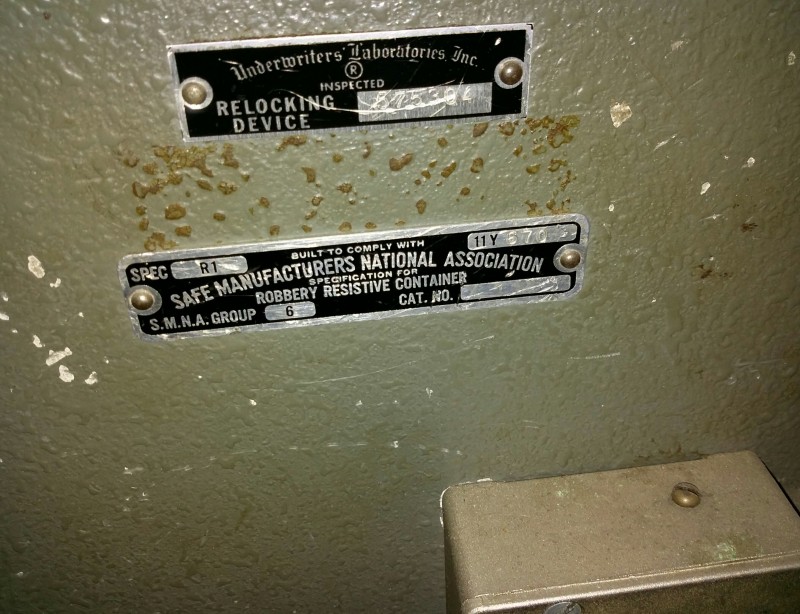 Underwriters' Laboratories, Inc.
®
INSPECTED
RELOCKING
DEVICE
SPEC R1
BUILT TO COMPLY WITH
11Y
SAFE MANUFACTURERS NATIONAL ASSOCIATION
SPECIFICATION FOR
ROBBERY RESISTIVE CONTAINER
S.M.N.A. GROUP 6
CAT. NO.